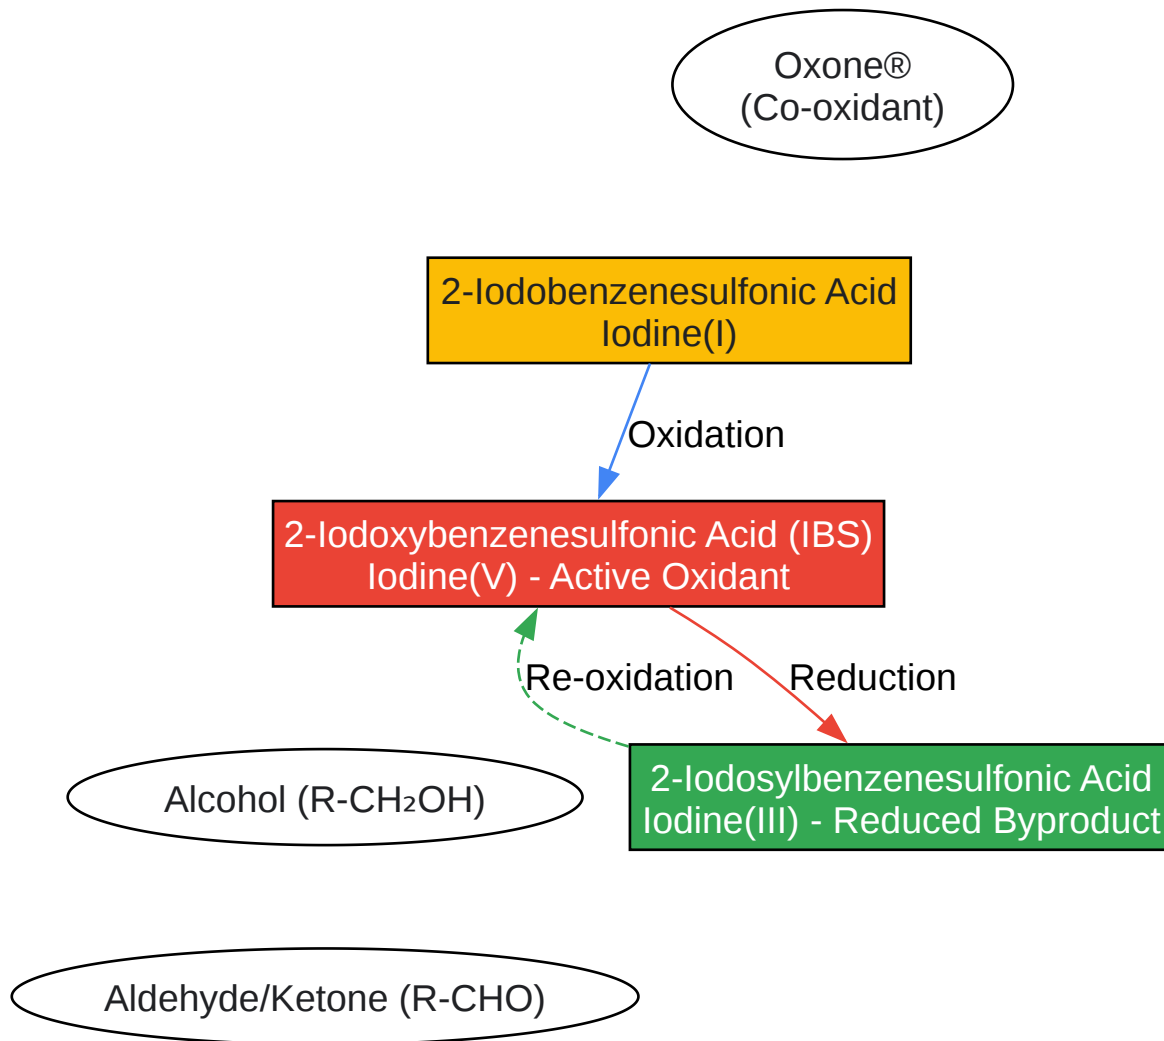 Oxone®
(Co-oxidant)
2-Iodobenzenesulfonic Acid
Iodine(I)
Oxidation
2-Iodoxybenzenesulfonic Acid (IBS)
Iodine(V) - Active Oxidant
Re-oxidation
Reduction
2-Iodosylbenzenesulfonic Acid
Iodine(III) - Reduced Byproduct
Alcohol (R-CH₂OH)
Aldehyde/Ketone (R-CHO)